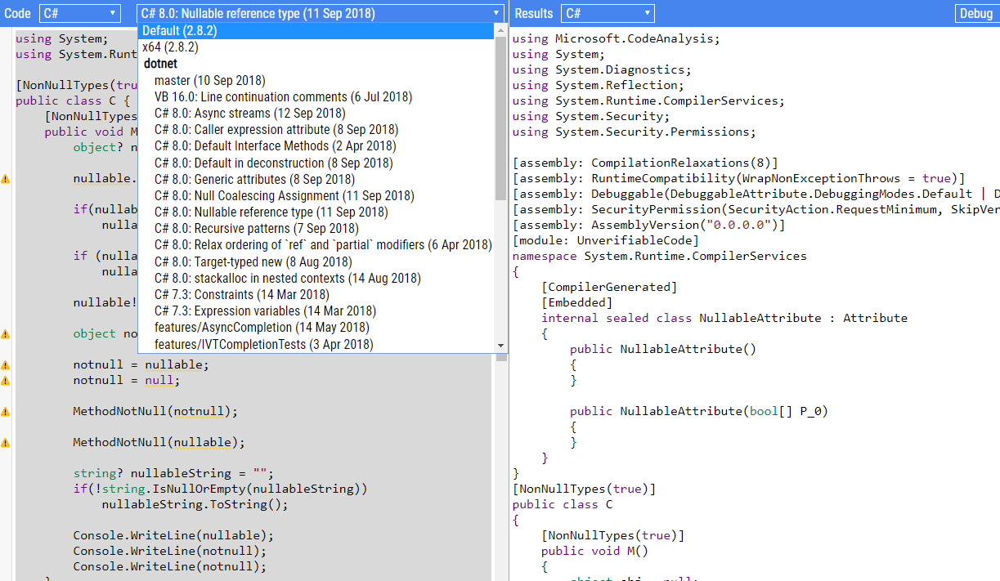 Code C# C# 8.0: Nullable reference type (11 Sep 2018)
Default (2.8.2)
x64 (2.8.2)
dotnet
master (10 Sep 2018)
VB 16.0: Line continuation comments (6 Jul 2018)
C# 8.0: Async streams (12 Sep 2018)
C# 8.0: Caller expression attribute (8 Sep 2018)
C# 8.0: Default Interface Methods (2 Apr 2018)
C# 8.0: Default in deconstruction (8 Sep 2018)
C# 8.0: Generic attributes (8 Sep 2018)
C# 8.0: Null Coalescing Assignment (11 Sep 2018)
C# 8.0: Nullable reference type (11 Sep 2018)
C# 8.0: Recursive patterns (7 Sep 2018)
C# 8.0: Relax ordering of `ref` and `partial` modifiers (6 Apr 2018)
C# 8.0: Target-typed new (8 Aug 2018)
C# 8.0: stackalloc in nested contexts (14 Aug 2018)
C# 7.3: Constraints (14 Mar 2018)
C# 7.3: Expression variables (14 Mar 2018)
features/AsyncCompletion (14 May 2018)
features/IVTCompletionTests (3 Apr 2018)
using System;
using System.Runt
[NonNullTypes(tru
public class C {
[NonNullTypes
public void M
object? n
nullable.
if(nullab
nulla
if (nulla
nulla
nullable!
object no
notnull = nullable;
notnull = null;
MethodNotNull(notnull);
MethodNotNull(nullable);
string? nullableString = "";
if(!string.IsNullOrEmpty(nullableString))
nullableString.ToString();
Console.WriteLine(nullable);
Console.WriteLine(notnull);
Console.WriteLine(notnull);
Results C# Debug
using Microsoft.CodeAnalysis;
using System;
using System.Diagnostics;
using System.Reflection;
using System.Runtime.CompilerServices;
using System.Security;
using System.Security.Permissions;
[assembly: CompilationRelaxations(8)]
[assembly: RuntimeCompatibility(WrapNonExceptionThrows = true)]
[assembly: Debuggable(DebuggableAttribute.DebuggingModes.Default | D
[assembly: SecurityPermission(SecurityAction.RequestMinimum, SkipVer
[assembly: AssemblyVersion("0.0.0.0")]
[module: UnverifiableCode]
namespace System.Runtime.CompilerServices
{
[CompilerGenerated]
[Embedded]
internal sealed class NullableAttribute : Attribute
{
public NullableAttribute()
{
}
public NullableAttribute(bool[] P_0)
{
}
}
}
[NonNullTypes(true)]
public class C
{
[NonNullTypes(true)]
public void M()
{
object obj = null;